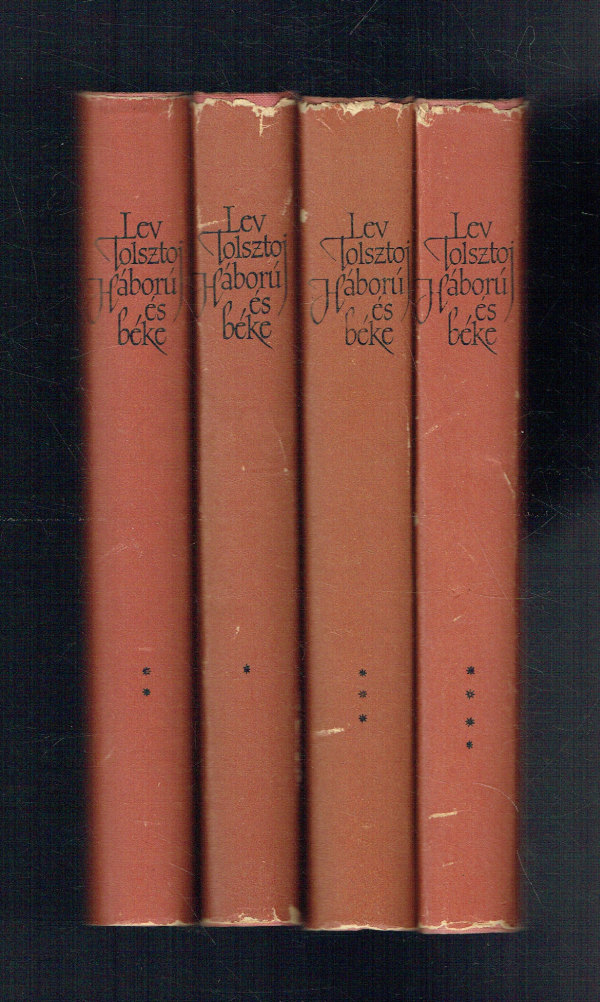 Lev
Tolsztoj
Háború
és
béke
*
*
Lev
Tolsztoj
Háború
és
béke
*
Lev
Tolsztoj
Háború
és
béke
*
*
*
Lev
Tolsztoj
Háború
és
béke
*
*
*
*